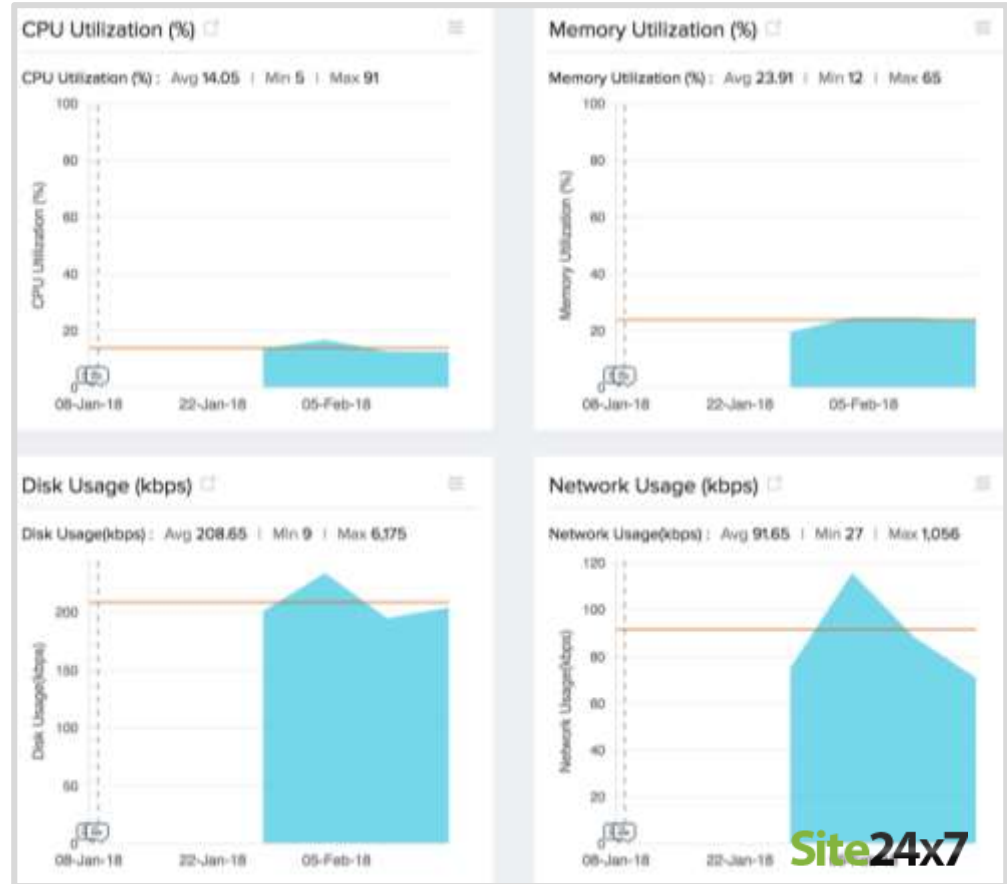 CPU Utilization (%)
CPU Utilization (%) : Avg 14.05 | Min 5 | Max 91
100
80
60
40
20
0
CPU Utilization (%)
08-Jan-18 22-Jan-18 05-Feb-18
Memory Utilization (%)
Memory Utilization (%) : Avg 23.91 | Min 12 | Max 65
100
80
60
40
20
0
Memory Utilization (%)
08-Jan-18 22-Jan-18 05-Feb-18
Disk Usage (kbps)
Disk Usage(kbps) : Avg 208.65 | Min 9 | Max 6,175
200
150
100
50
0
Disk Usage(kbps)
08-Jan-18 22-Jan-18 05-Feb-18
Network Usage (kbps)
Network Usage(kbps) : Avg 91.65 | Min 27 | Max 1,056
120
100
80
60
40
20
0
Network Usage(kbps)
08-Jan-18 22-Jan-18
Site24x7